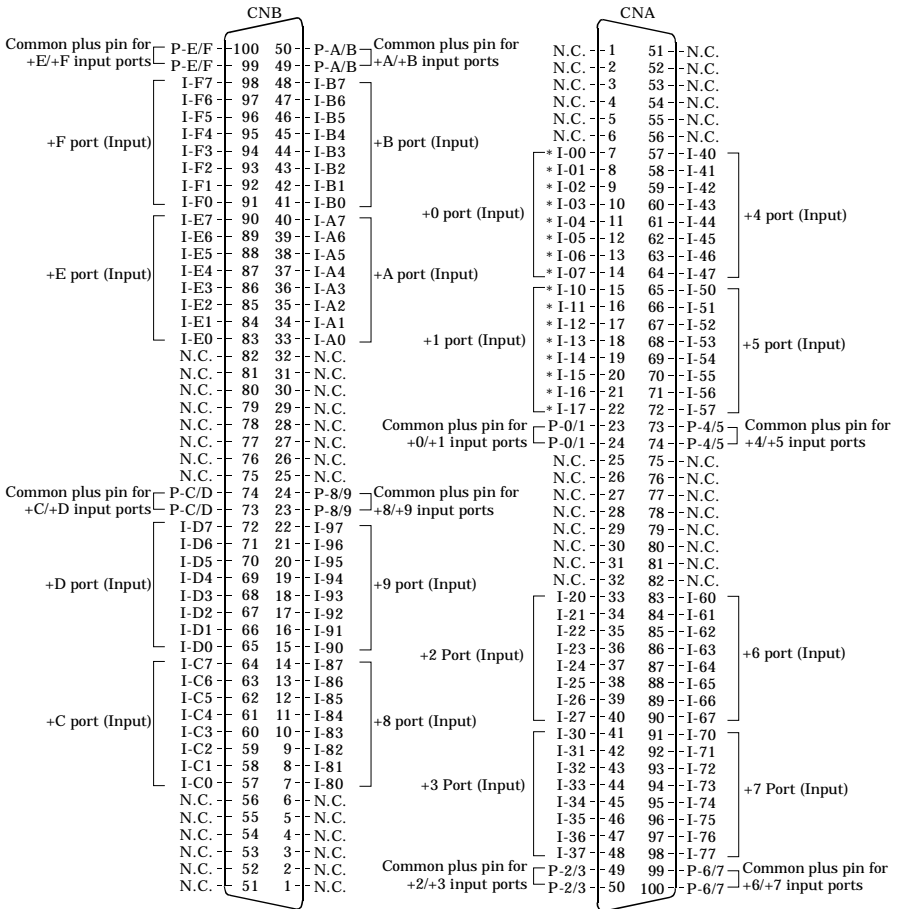 CNB
Common plus pin for
+E/+F input ports
P-E/F 100 50 P-A/B
P-E/F 99 49 P-A/B
Common plus pin for
+A/+B input ports
I-F7 98 48 I-B7
I-F6 97 47 I-B6
I-F5 96 46 I-B5
I-F4 95 45 I-B4
+F port (Input)
+B port (Input)
I-F3 94 44 I-B3
I-F2 93 43 I-B2
I-F1 92 42 I-B1
I-F0 91 41 I-B0
I-E7 90 40 I-A7
I-E6 89 39 I-A6
I-E5 88 38 I-A5
+E port (Input)
+A port (Input)
I-E4 87 37 I-A4
I-E3 86 36 I-A3
I-E2 85 35 I-A2
I-E1 84 34 I-A1
I-E0 83 33 I-A0
N.C. 82 32 N.C.
N.C. 81 31 N.C.
N.C. 80 30 N.C.
N.C. 79 29 N.C.
N.C. 78 28 N.C.
N.C. 77 27 N.C.
N.C. 76 26 N.C.
N.C. 75 25 N.C.
Common plus pin for
+C/+D input ports
P-C/D 74 24 P-8/9
P-C/D 73 23 P-8/9
Common plus pin for
+8/+9 input ports
I-D7 72 22 I-97
I-D6 71 21 I-96
I-D5 70 20 I-95
I-D4 69 19 I-94
+D port (Input)
+9 port (Input)
I-D3 68 18 I-93
I-D2 67 17 I-92
I-D1 66 16 I-91
I-D0 65 15 I-90
I-C7 64 14 I-87
I-C6 63 13 I-86
I-C5 62 12 I-85
I-C4 61 11 I-84
+C port (Input)
+8 port (Input)
I-C3 60 10 I-83
I-C2 59 9 I-82
I-C1 58 8 I-81
I-C0 57 7 I-80
N.C. 56 6 N.C.
N.C. 55 5 N.C.
N.C. 54 4 N.C.
N.C. 53 3 N.C.
N.C. 52 2 N.C.
N.C. 51 1 N.C.
CNA
N.C. 1 51 N.C.
N.C. 2 52 N.C.
N.C. 3 53 N.C.
N.C. 4 54 N.C.
N.C. 5 55 N.C.
N.C. 6 56 N.C.
* I-00 7 57 I-40
* I-01 8 58 I-41
* I-02 9 59 I-42
* I-03 10 60 I-43
+0 port (Input)
+4 port (Input)
* I-04 11 61 I-44
* I-05 12 62 I-45
* I-06 13 63 I-46
* I-07 14 64 I-47
* I-10 15 65 I-50
* I-11 16 66 I-51
* I-12 17 67 I-52
* I-13 18 68 I-53
+1 port (Input)
+5 port (Input)
* I-14 19 69 I-54
* I-15 20 70 I-55
* I-16 21 71 I-56
* I-17 22 72 I-57
Common plus pin for
+0/+1 input ports
P-0/1 23 73 P-4/5
P-0/1 24 74 P-4/5
Common plus pin for
+4/+5 input ports
N.C. 25 75 N.C.
N.C. 26 76 N.C.
N.C. 27 77 N.C.
N.C. 28 78 N.C.
N.C. 29 79 N.C.
N.C. 30 80 N.C.
N.C. 31 81 N.C.
N.C. 32 82 N.C.
I-20 33 83 I-60
I-21 34 84 I-61
I-22 35 85 I-62
I-23 36 86 I-63
+2 Port (Input)
+6 port (Input)
I-24 37 87 I-64
I-25 38 88 I-65
I-26 39 89 I-66
I-27 40 90 I-67
I-30 41 91 I-70
I-31 42 92 I-71
I-32 43 93 I-72
I-33 44 94 I-73
+3 Port (Input)
+7 Port (Input)
I-34 45 95 I-74
I-35 46 96 I-75
I-36 47 97 I-76
I-37 48 98 I-77
Common plus pin for
+2/+3 input ports
P-2/3 49 99 P-6/7
P-2/3 50 100 P-6/7
Common plus pin for
+6/+7 input ports